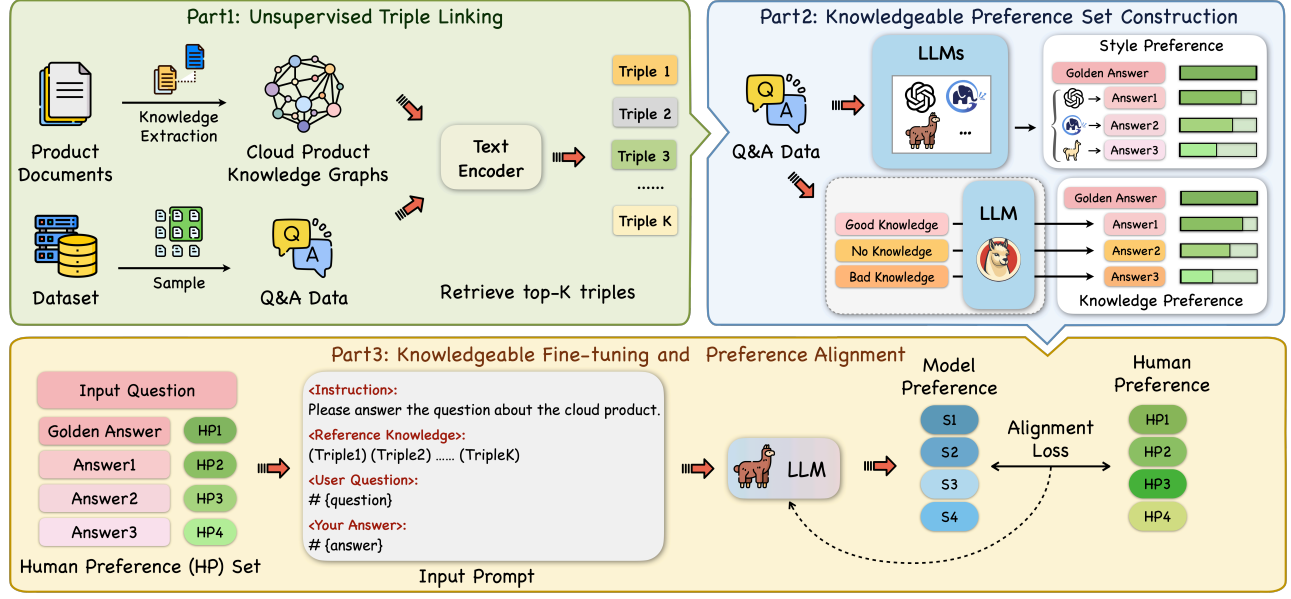 Part1: Unsupervised Triple Linking
Product
Documents
Knowledge
Extraction
Cloud Product
Knowledge Graphs
Dataset
Sample
Q
A
Q&A Data
Text
Encoder
Triple 1
Triple 2
Triple 3
......
Triple K
Retrieve top-K triples
Part2: Knowledgeable Preference Set Construction
Q
A
Q&A Data
LLMs
...
Style Preference
Golden Answer
Answer1
Answer2
Answer3
Good Knowledge
No Knowledge
Bad Knowledge
LLM
Golden Answer
Answer1
Answer2
Answer3
Knowledge Preference
Part3: Knowledgeable Fine-tuning and Preference Alignment
Input Question
Golden Answer HP1
Answer1 HP2
Answer2 HP3
Answer3 HP4
Human Preference (HP) Set
<Instruction>:
Please answer the question about the cloud product.
<Reference Knowledge>:
(Triple1) (Triple2) ...... (TripleK)
<User Question>:
# {question}
<Your Answer>:
# {answer}
Input Prompt
LLM
Model
Preference
S1
S2
S3
S4
Alignment
Loss
Human
Preference
HP1
HP2
HP3
HP4